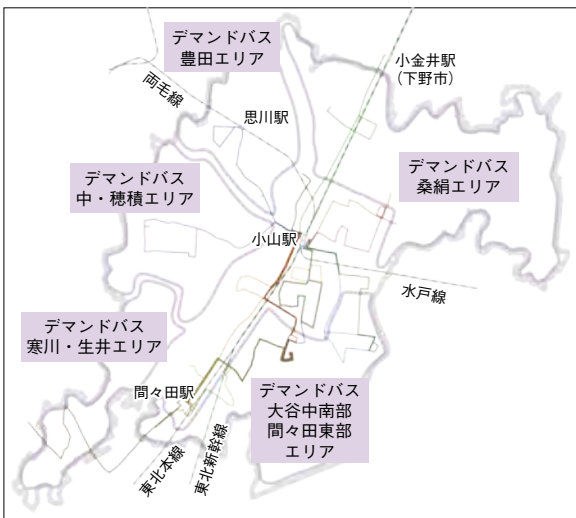 デマンドバス
豊田エリア
小金井駅
(下野市)
両毛線
思川駅
デマンドバス
桑絹エリア
デマンドバス
中・穂積エリア
小山駅
水戸線
デマンドバス
寒川・生井エリア
間々田駅
デマンドバス
大谷中南部
間々田東部
エリア
東北本線
東北新幹線